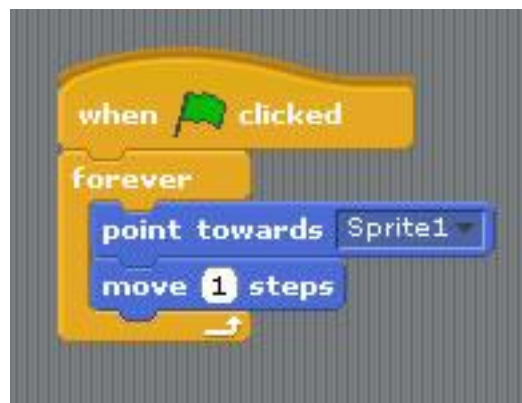 when clicked
forever
point towards Sprite1
move 1 steps